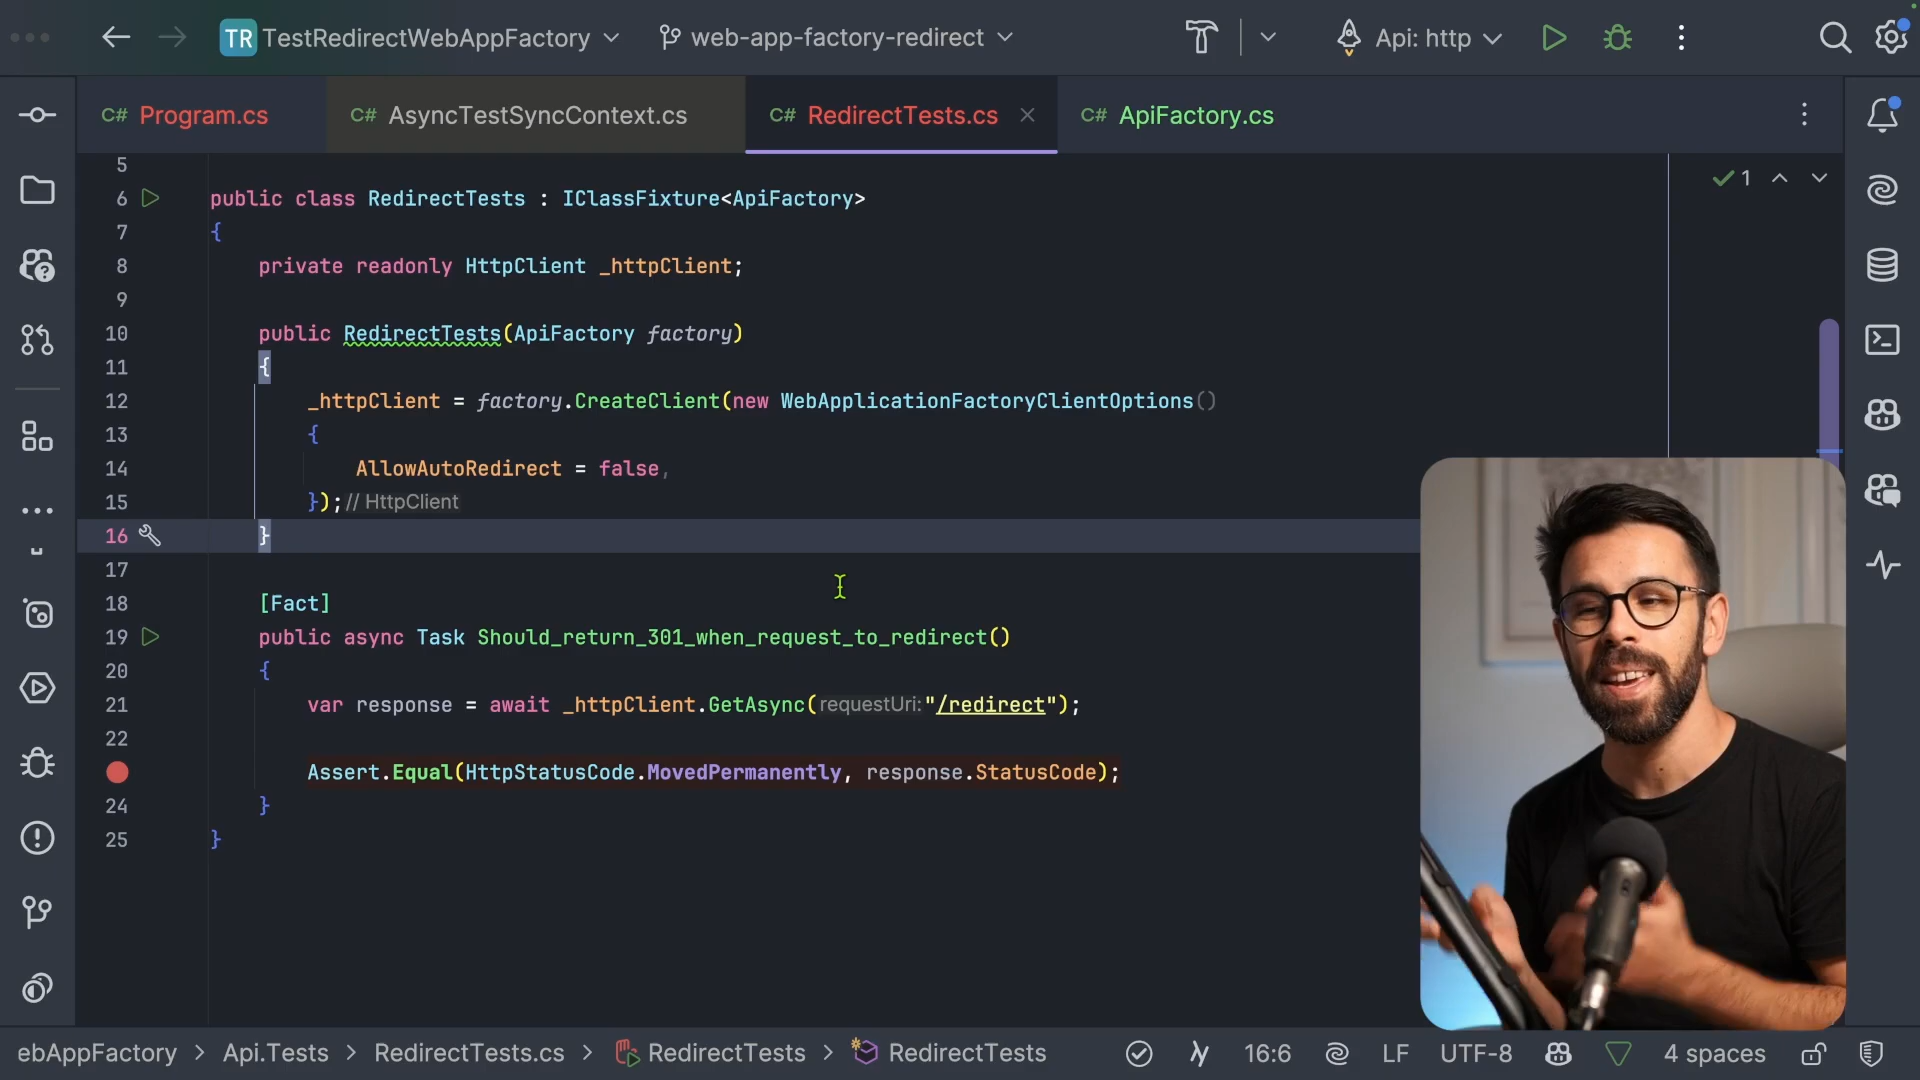 TR TestRedirectWebAppFactory web-app-factory-redirect Api: http
C# Program.cs C# AsyncTestSyncContext.cs C# RedirectTests.cs C# ApiFactory.cs
5
6 public class RedirectTests : IClassFixture<ApiFactory>
7 {
8 private readonly HttpClient _httpClient;
9
10 public RedirectTests(ApiFactory factory)
11 {
12 _httpClient = factory.CreateClient(new WebApplicationFactoryClientOptions()
13 {
14 AllowAutoRedirect = false,
15 }); // HttpClient
16 }
17
18 [Fact]
19 public async Task Should_return_301_when_request_to_redirect()
20 {
21 var response = await _httpClient.GetAsync(requestUri: "/redirect");
22
Assert.Equal(HttpStatusCode.MovedPermanently, response.StatusCode);
24 }
25 }
1
ebAppFactory > Api.Tests > RedirectTests.cs > RedirectTests > RedirectTests 16:6 LF UTF-8 4 spaces